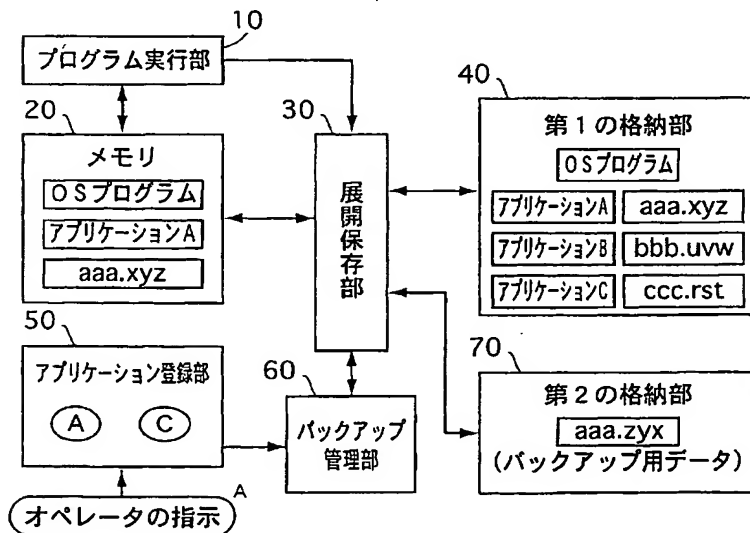 10
プログラム実行部
20
メモリ
OSプログラム
アプリケーションA
aaa.xyz
30
展開保存部
40
第1の格納部
OSプログラム
アプリケーションA
aaa.xyz
アプリケーションB
bbb.uvw
アプリケーションC
ccc.rst
50
アプリケーション登録部
A
C
60
バックアップ
管理部
70
第2の格納部
aaa.zyx
(バックアップ用データ)
オペレータの指示
A